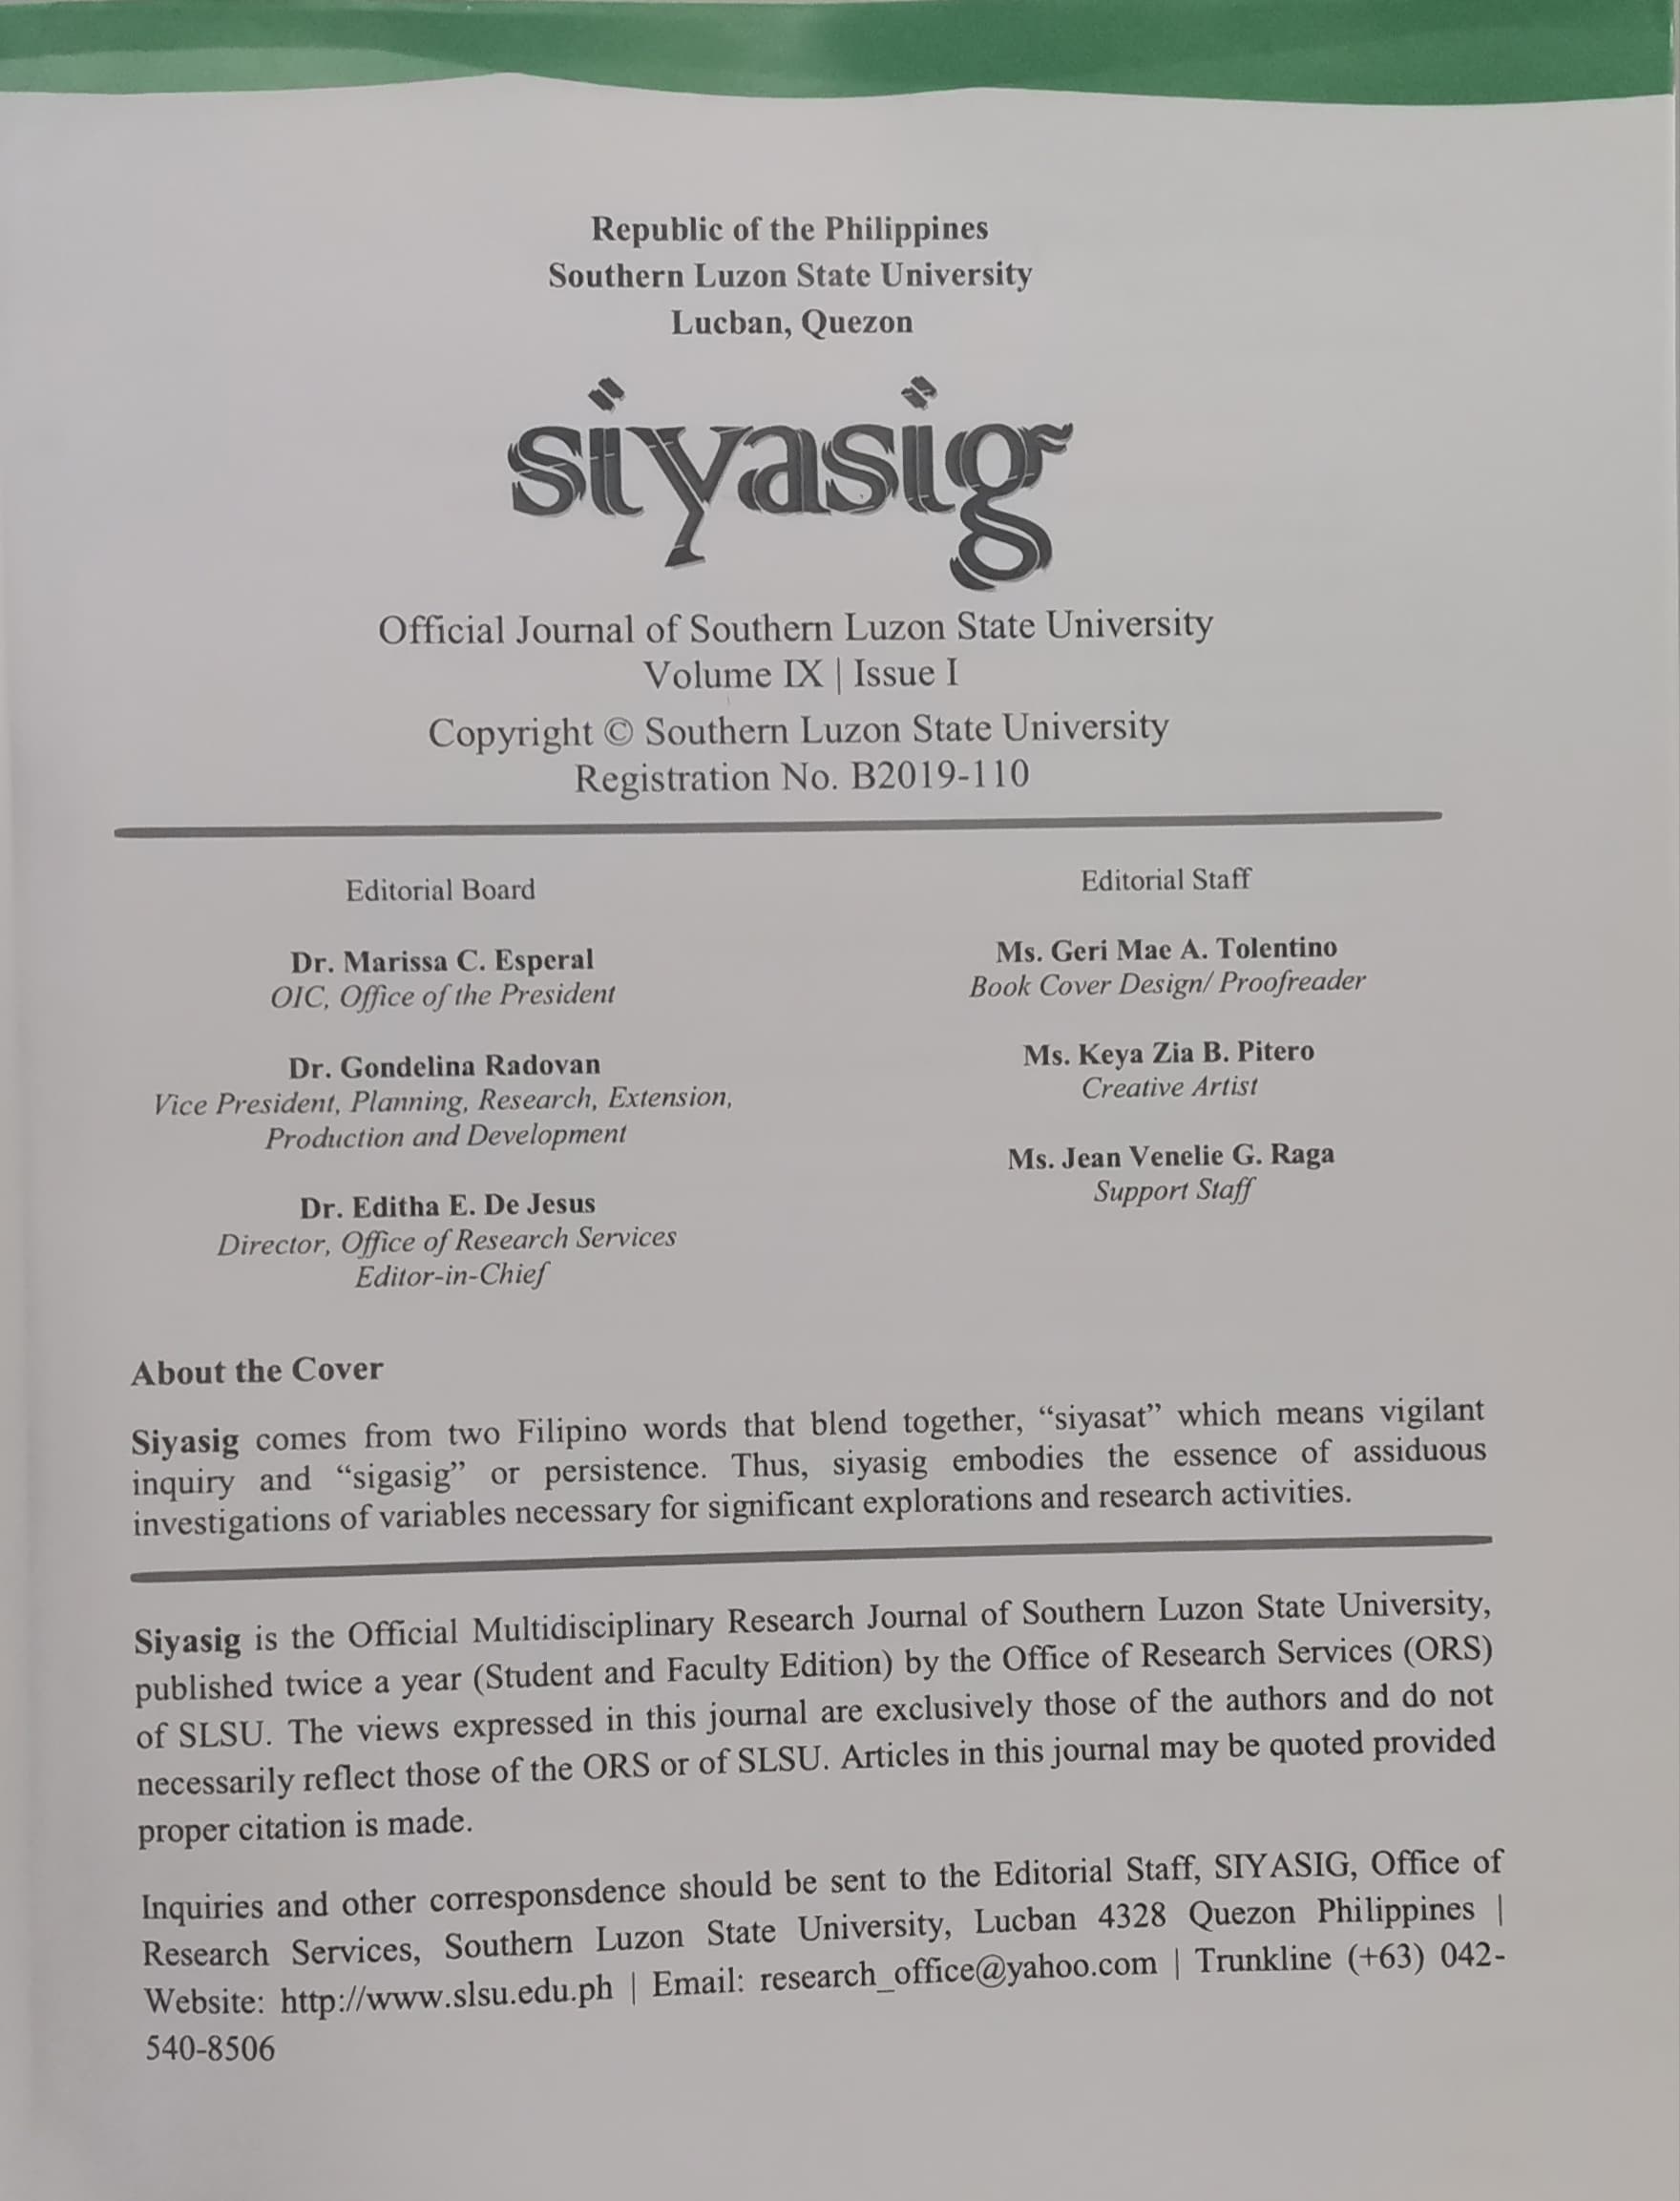 Republic of the Philippines
Southern Luzon State University
Lucban, Quezon
siyasig
Official Journal of Southern Luzon State University
Volume IX | Issue I
Copyright © Southern Luzon State University
Registration No. B2019-110
Editorial Board
Dr. Marissa C. Esperal
OIC, Office of the President
Dr. Gondelina Radovan
Vice President, Planning, Research, Extension,
Production and Development
Dr. Editha E. De Jesus
Director, Office of Research Services
Editor-in-Chief
Editorial Staff
Ms. Geri Mae A. Tolentino
Book Cover Design/ Proofreader
Ms. Keya Zia B. Pitero
Creative Artist
Ms. Jean Venelie G. Raga
Support Staff
About the Cover
Siyasig comes from two Filipino words that blend together, “siyasat” which means vigilant
inquiry and “sigasig” or persistence. Thus, siyasig embodies the essence of assiduous
investigations of variables necessary for significant explorations and research activities.
Siyasig is the Official Multidisciplinary Research Journal of Southern Luzon State University,
published twice a year (Student and Faculty Edition) by the Office of Research Services (ORS)
of SLSU. The views expressed in this journal are exclusively those of the authors and do not
necessarily reflect those of the ORS or of SLSU. Articles in this journal may be quoted provided
proper citation is made.
Inquiries and other corresponsdence should be sent to the Editorial Staff, SIYASIG, Office of
Research Services, Southern Luzon State University, Lucban 4328 Quezon Philippines |
Website: http://www.slsu.edu.ph | Email: research_office@yahoo.com | Trunkline (+63) 042-
540-8506